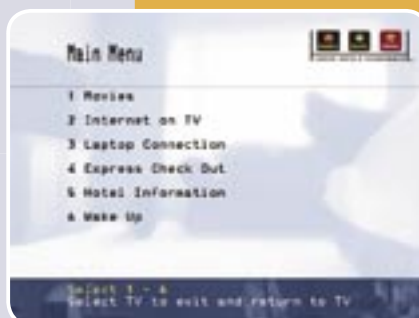 Main Menu
1 Movies
2 Internet on TV
3 Laptop Connection
4 Express Check Out
5 Hotel Information
6 Wake Up
Select 1 - 6
Select TV to exit and return to TV